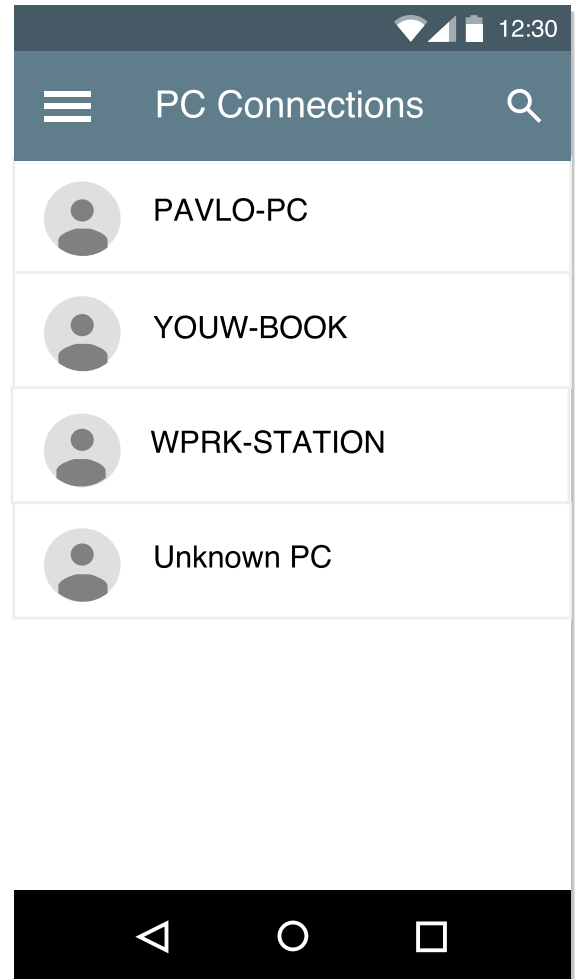 12:30
PC Connections
PAVLO-PC
YOUW-BOOK
WPRK-STATION
Unknown PC